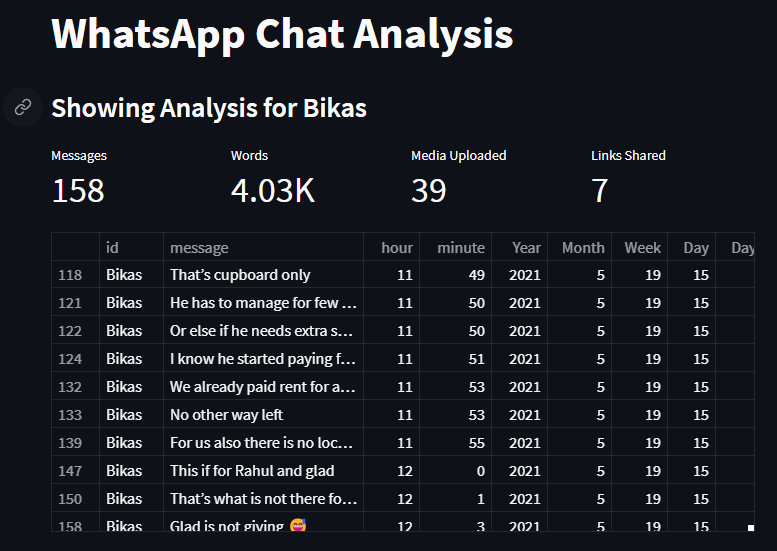 WhatsApp Chat Analysis
Showing Analysis for Bikas
Messages Words Media Uploaded Links Shared
158 4.03K 39 7
id message hour minute Year Month Week Day Day
118 Bikas That’s cupboard only 11 49 2021 5 19 15
121 Bikas He has to manage for few ... 11 50 2021 5 19 15
122 Bikas Or else if he needs extra s... 11 50 2021 5 19 15
124 Bikas I know he started paying f... 11 51 2021 5 19 15
132 Bikas We already paid rent for a... 11 53 2021 5 19 15
133 Bikas No other way left 11 53 2021 5 19 15
139 Bikas For us also there is no loc... 11 55 2021 5 19 15
147 Bikas This if for Rahul and glad 12 0 2021 5 19 15
150 Bikas That’s what is not there fo... 12 1 2021 5 19 15
158 Bikas Glad is not giving 😅 12 3 2021 5 19 15